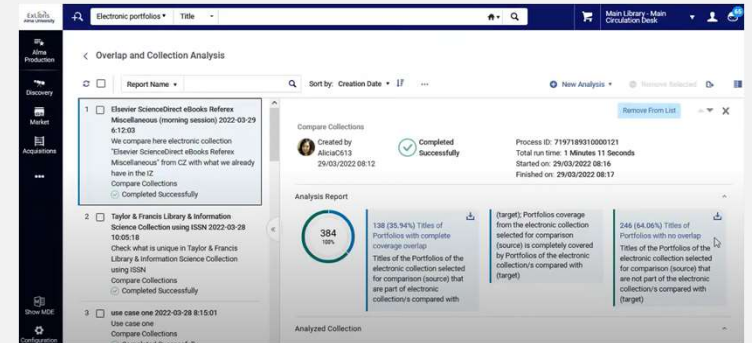 ExLibris
Alma University
Electronic portfolios
Title
Main Library - Main
Circulation Desk
Alma
Production
Discovery
Market
Acquisitions
Show MDE
Configuration
Overlap and Collection Analysis
Report Name
Sort by: Creation Date
New Analysis
Remove Selected
1
Elsevier ScienceDirect eBooks Referex
Miscellaneous (morning session) 2022-03-29
6:12:03
We compare here electronic collection
"Elsevier ScienceDirect eBooks Referex
Miscellaneous" from CZ with what we already
have in the IZ
Compare Collections
Completed Successfully
2
Taylor & Francis Library & Information
Science Collection using ISSN 2022-03-28
10:05:18
Check what is unique in Taylor & Francis
Library & Information Science Collection
using ISSN
Compare Collections
Completed Successfully
3
use case one 2022-03-28 8:15:01
Use case one
Compare Collections
Remove From List
Compare Collections
Created by
AliciaC613
29/03/2022 08:12
Completed
Successfully
Process ID: 7197189310000121
Total run time: 1 Minutes 11 Seconds
Started on: 29/03/2022 08:16
Finished on: 29/03/2022 08:17
Analysis Report
384
100%
138 (35.94%) Titles of
Portfolios with complete
coverage overlap
Titles of the Portfolios of the
electronic collection selected
for comparison (source) that
are part of electronic
collection/s compared with
(target); Portfolios coverage
from the electronic collection
selected for comparison
(source) is completely covered
by Portfolios of the electronic
collection/s compared with
(target)
246 (64.06%) Titles of
Portfolios with no overlap
Titles of the Portfolios of the
electronic collection selected
for comparison (source) that
are not part of the electronic
collection/s compared with
(target)
Analyzed Collection